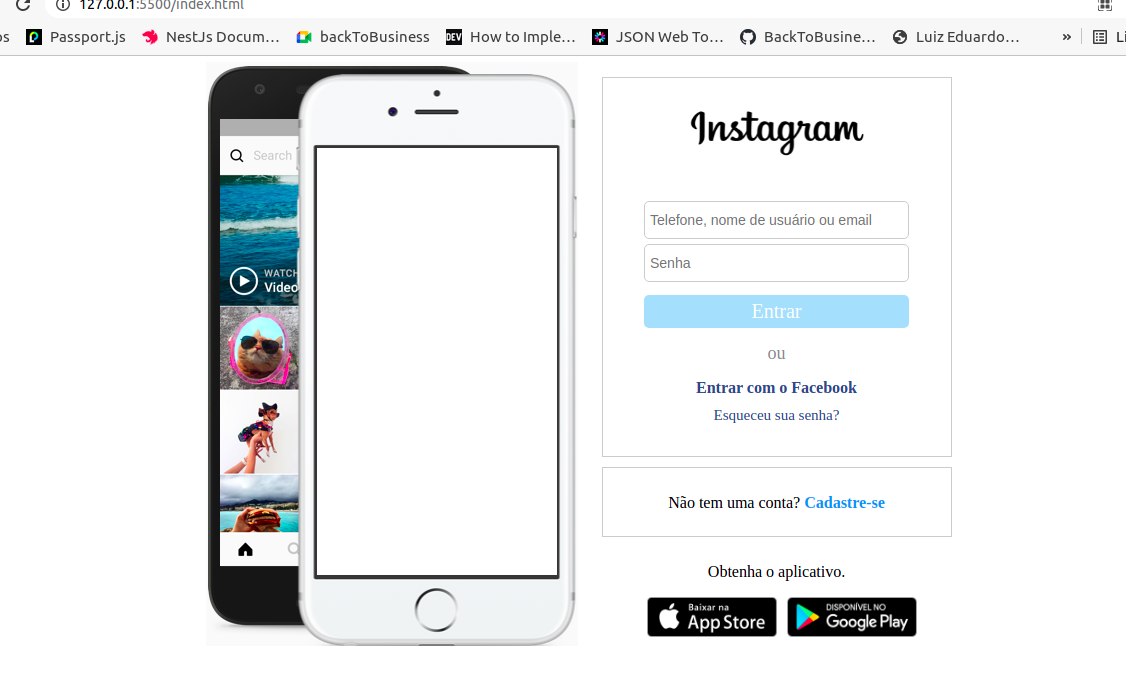 127.0.0.1:5500/index.html
os Passport.js NestJs Docum… backToBusiness How to Imple… JSON Web To… BackToBusine… Luiz Eduardo… » Li
Search
WATCH
Video
Instagram
Telefone, nome de usuário ou email
Senha
Entrar
ou
Entrar com o Facebook
Esqueceu sua senha?
Não tem uma conta? Cadastre-se
Obtenha o aplicativo.
Baixar na
App Store
DISPONÍVEL NO
Google Play